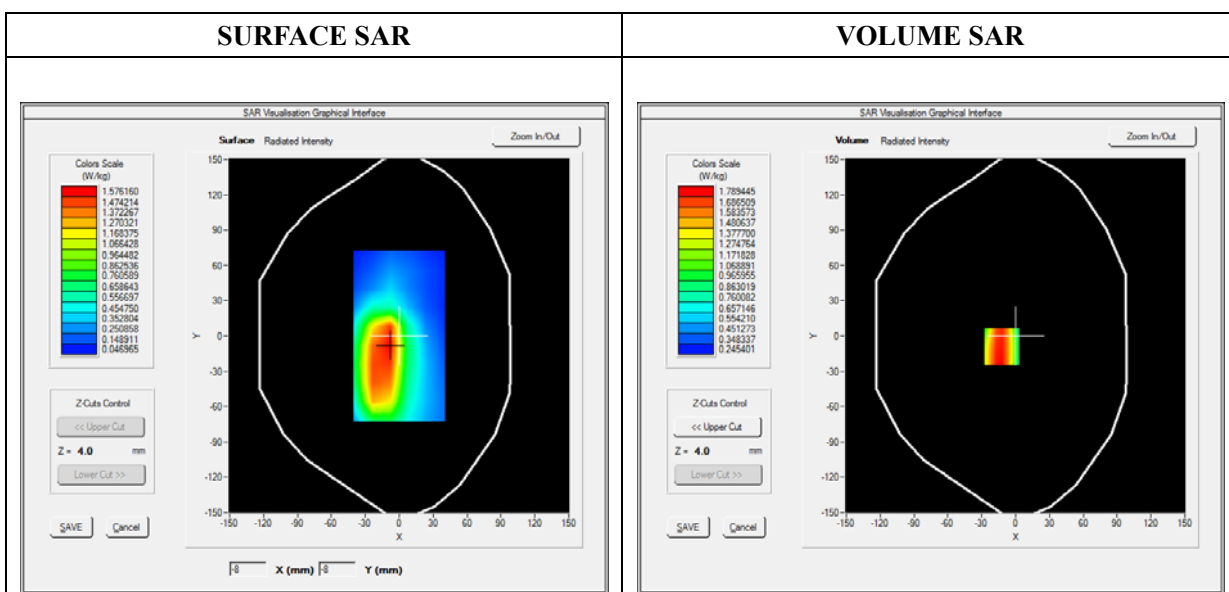 SURFACE SAR
VOLUME SAR
SAR Visualisation Graphical Interface
Surface Radiated Intensity
Zoom In/Out
Colors Scale
(W/kg)
1.576160
1.474214
1.372267
1.270321
1.168375
1.066428
0.964482
0.862536
0.760589
0.658643
0.556697
0.454750
0.352804
0.250858
0.148911
0.046965
Z-Cuts Control
<< Upper Cut
Z = 4.0 mm
Lower Cut >>
SAVE Cancel
150
120
90
60
30
0
-30
-60
-90
-120
-150
Y
-150 -120 -90 -60 -30 0 30 60 90 120 150
X
-8 X (mm) -8 Y (mm)
SAR Visualisation Graphical Interface
Volume Radiated Intensity
Zoom In/Out
Colors Scale
(W/kg)
1.789445
1.686509
1.583573
1.480637
1.377700
1.274764
1.171828
1.068891
0.965955
0.863019
0.760082
0.657146
0.554210
0.451273
0.348337
0.245401
Z-Cuts Control
<< Upper Cut
Z = 4.0 mm
Lower Cut >>
SAVE Cancel
150
120
90
60
30
0
-30
-60
-90
-120
-150
Y
-150 -120 -90 -60 -30 0 30 60 90 120 150
X